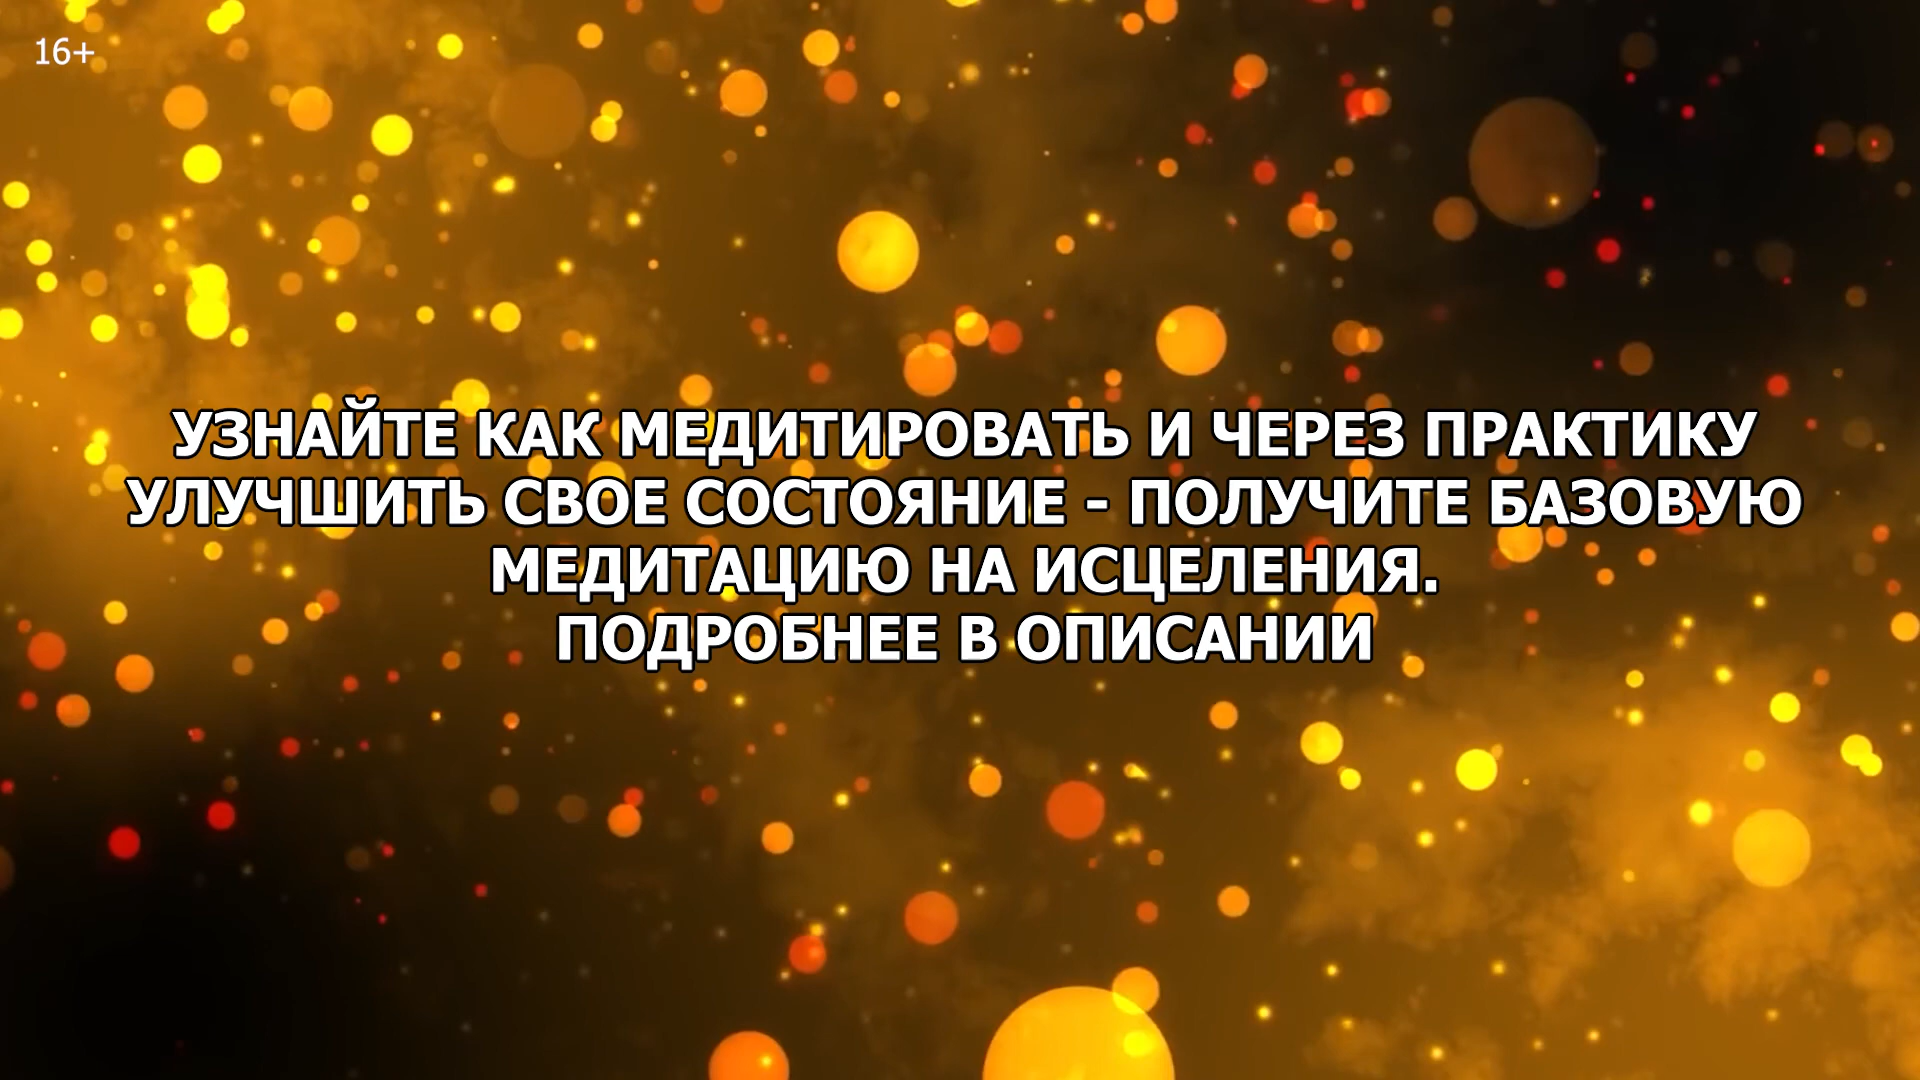 16+
УЗНАЙТЕ КАК МЕДИТИРОВАТЬ И ЧЕРЕЗ ПРАКТИКУ
УЛУЧШИТЬ СВОЕ СОСТОЯНИЕ - ПОЛУЧИТЕ БАЗОВУЮ
МЕДИТАЦИЮ НА ИСЦЕЛЕНИЯ.
ПОДРОБНЕЕ В ОПИСАНИИ